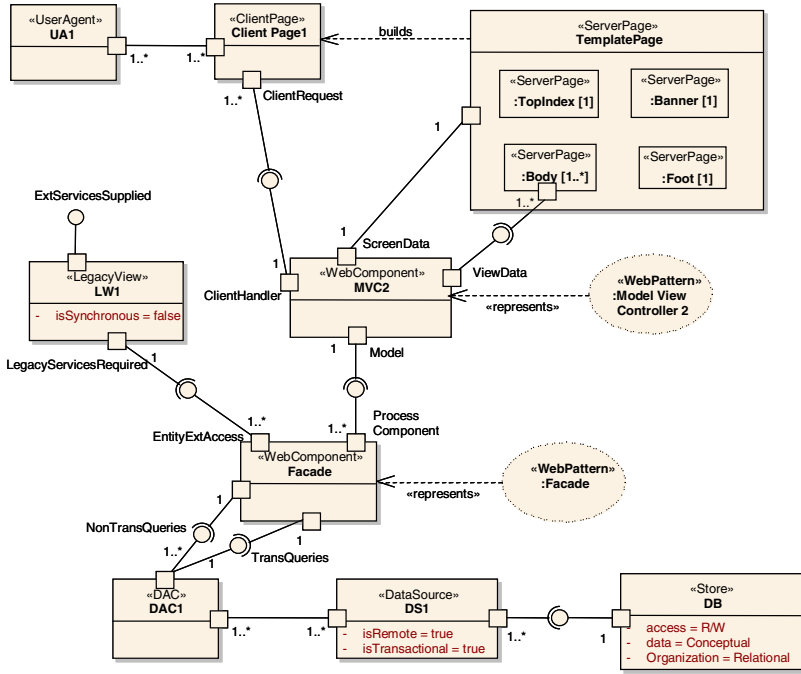 «UserAgent»
UA1
1..*
1..*
«ClientPage»
Client Page1
builds
«ServerPage»
TemplatePage
«ServerPage»
:TopIndex [1]
«ServerPage»
:Banner [1]
«ServerPage»
:Body [1..*]
1..*
«ServerPage»
:Foot [1]
1..*
ClientRequest
1
1
ScreenData
ExtServicesSupplied
«LegacyView»
LW1
- isSynchronous = false
LegacyServicesRequired
1
1
ClientHandler
«WebComponent»
MVC2
ViewData
«represents»
«WebPattern»
:Model View
Controller 2
1
Model
1..*
Process
Component
1..*
EntityExtAccess
«WebComponent»
Facade
«represents»
«WebPattern»
:Facade
1
NonTransQueries
1..*
1
1
TransQueries
«DAC»
DAC1
1..*
1..*
«DataSource»
DS1
- isRemote = true
- isTransactional = true
1..*
1
«Store»
DB
- access = R/W
- data = Conceptual
- Organization = Relational